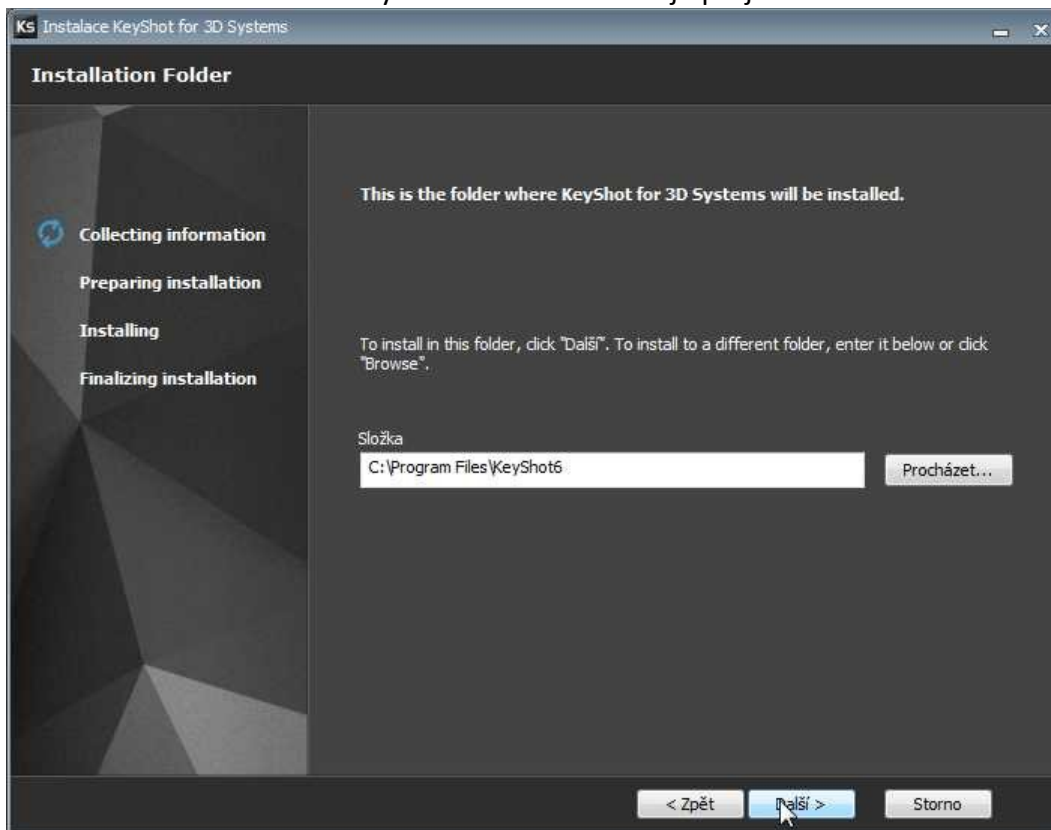 Ks Instalace KeyShot for 3D Systems
Installation Folder
This is the folder where KeyShot for 3D Systems will be installed.
Collecting information
Preparing installation
Installing
Finalizing installation
To install in this folder, click "Další". To install to a different folder, enter it below or click
"Browse".
Složka
C:\Program Files\KeyShot6
Procházet...
< Zpět
Další >
Storno